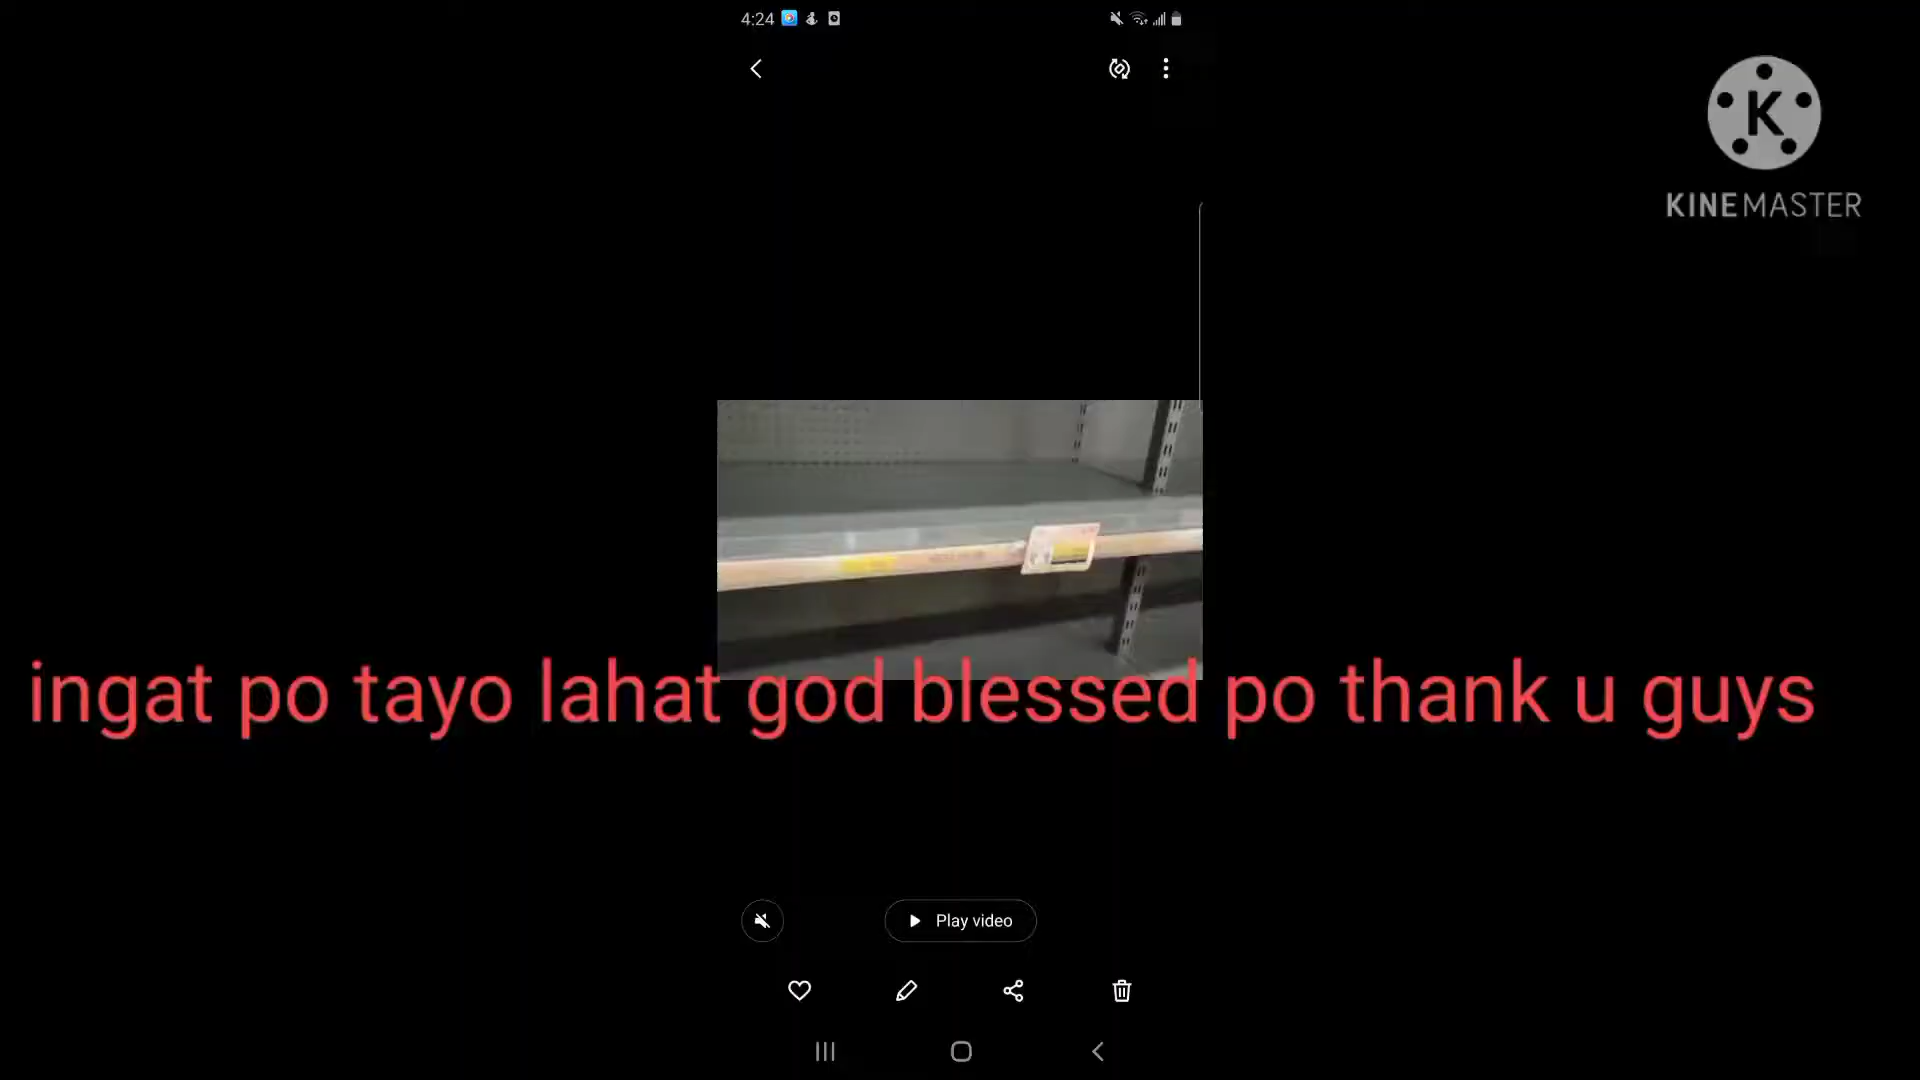 4:24
K
KINEMASTER
ingat po tayo lahat god blessed po thank u guys
Play video